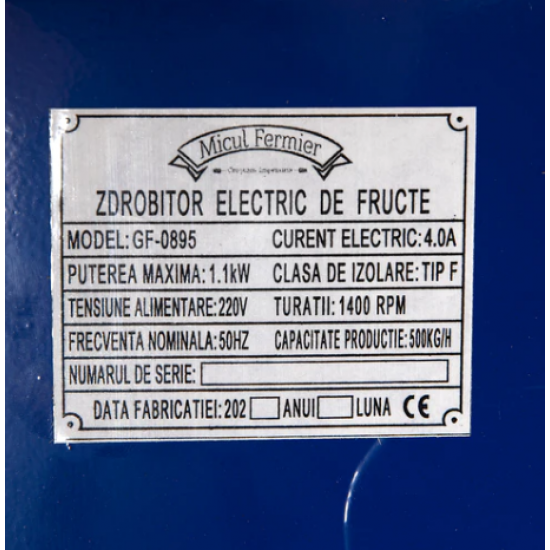 Micul Fermier
ZDROBITOR ELECTRIC DE FRUCTE
MODEL: GF-0895 CURENT ELECTRIC: 4.0A
PUTEREA MAXIMA: 1.1kW CLASA DE IZOLARE: TIP F
TENSIUNE ALIMENTARE: 220V TURATII: 1400 RPM
FRECVENTA NOMINALA: 50HZ CAPACITATE PRODUCTIE: 500KG/H
NUMARUL DE SERIE:
DATA FABRICATIEI: 202 ANUI LUNA CE